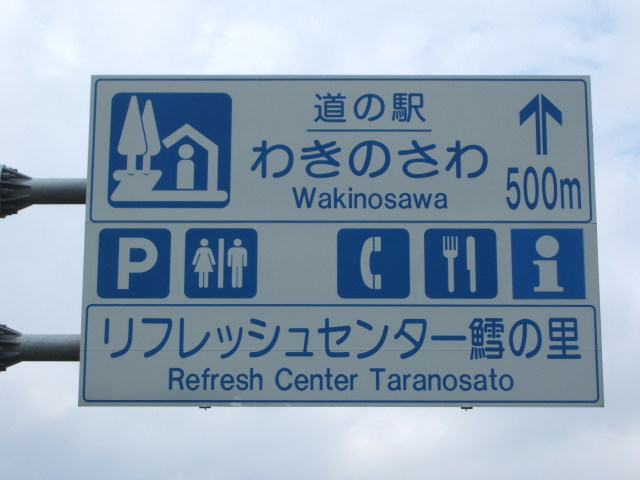 道の駅
わきのさわ
Wakinosawa
500m
P
i
リフレッシュセンター鱈の里
Refresh Center Taranosato